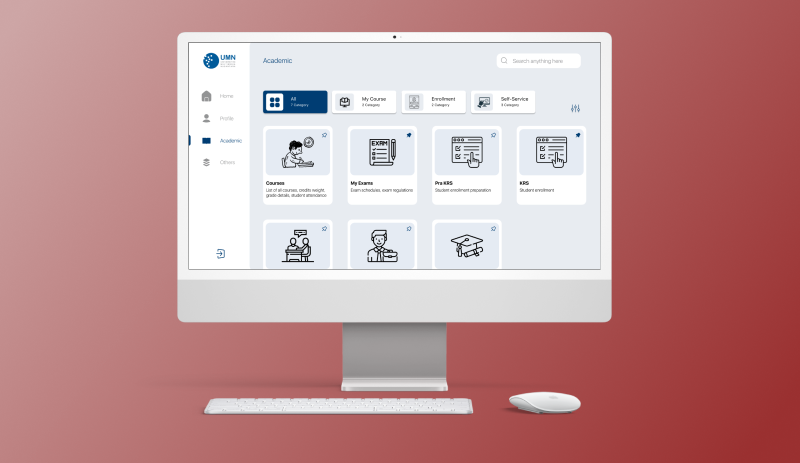 UMN
Academic
Search anything here
Home
Profile
Academic
Others
All
7 Category
My Course
3 Category
Enrollment
2 Category
Self-Service
3 Category
EXAM
Courses
List of all courses, credits weight,
grade details, student attendance
My Exams
Exam schedules, exam regulations
Pra KRS
Student enrollment preparation
KRS
Student enrollment